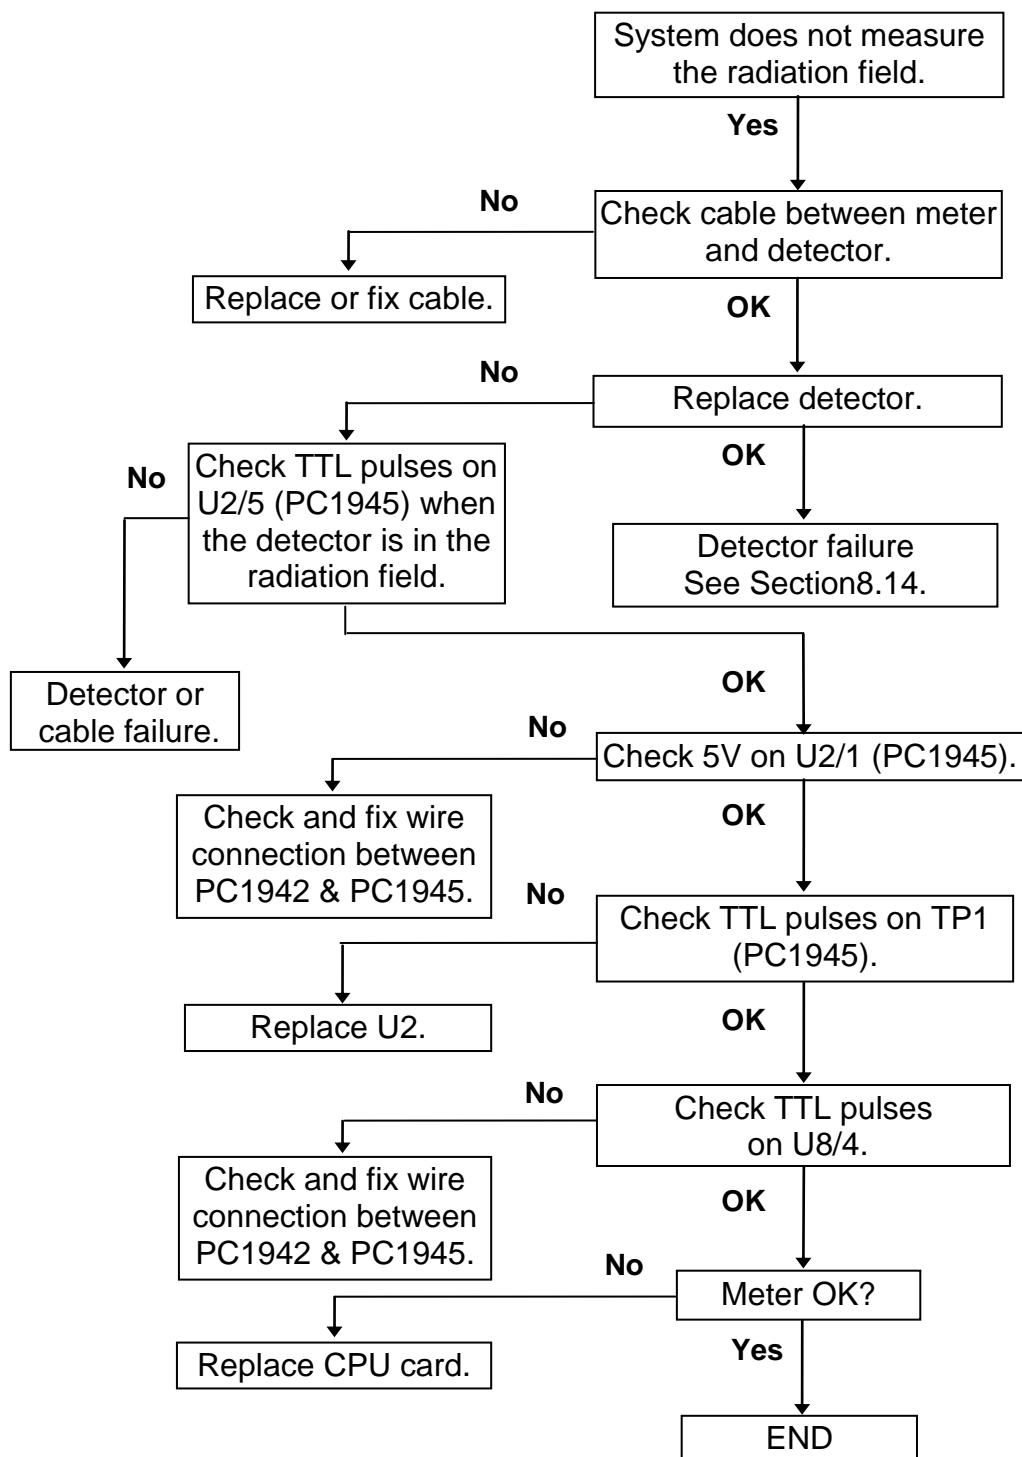 System does not measure
the radiation field.
Yes
No
Check cable between meter
and detector.
Replace or fix cable.
OK
No
Replace detector.
OK
No
Check TTL pulses on
U2/5 (PC1945) when
the detector is in the
radiation field.
Detector failure
See Section8.14.
Detector or
cable failure.
OK
No
Check 5V on U2/1 (PC1945).
Check and fix wire
connection between
PC1942 & PC1945.
OK
No
Check TTL pulses on TP1
(PC1945).
Replace U2.
OK
No
Check TTL pulses
on U8/4.
Check and fix wire
connection between
PC1942 & PC1945.
OK
No
Meter OK?
Replace CPU card.
Yes
END